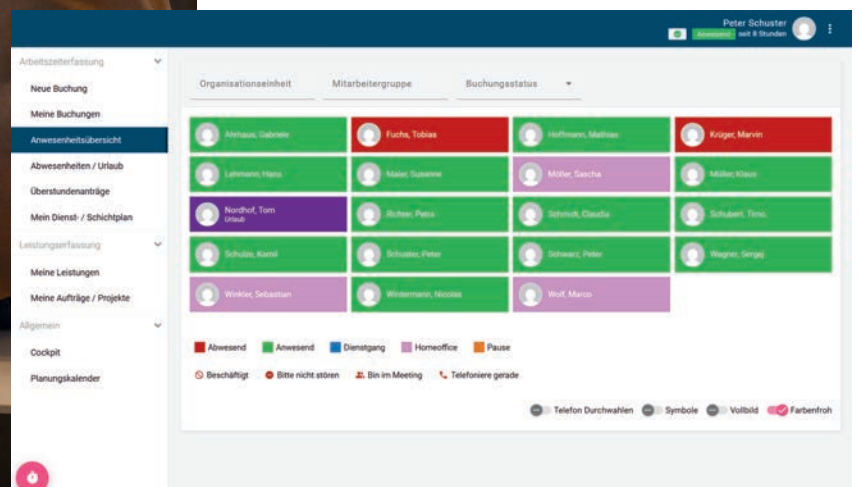 Peter Schuster
Anwesend seit 8 Stunden
Arbeitszeiterfassung
Neue Buchung
Meine Buchungen
Anwesenheitsübersicht
Abwesenheiten / Urlaub
Überstundenanträge
Mein Dienst- / Schichtplan
Leistungserfassung
Meine Leistungen
Meine Aufträge / Projekte
Allgemein
Cockpit
Planungskalender
Organisationseinheit Mitarbeitergruppe Buchungsstatus
Gabriele Fuchs, Tobias Hoffmann, Mathias Krüger, Marvin
Lehmann, Hans Maier, Susanne Möller, Sascha Müller, Klaus
Nordhof, Tom Richter, Petra Schmidt, Claudia Schubert, Timo
Urlaub
Schulze, Kamil Schuster, Peter Schwarz, Peter Wagner, Sergej
Winkler, Sebastian Wintermann, Nicolas Wolf, Marco
Abwesend Anwesend Dienstgang Homeoffice Pause
Beschäftigt Bitte nicht stören Bin im Meeting Telefoniere gerade
Telefon Durchwahlen Symbole Vollbild Farbenfroh